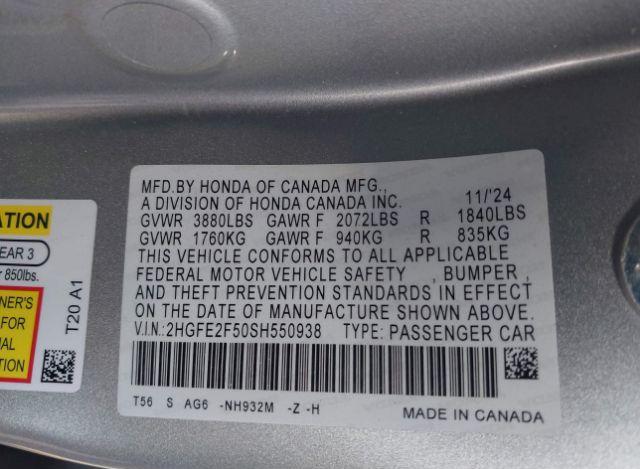 MFD.BY HONDA OF CANADA MFG.,
A DIVISION OF HONDA CANADA INC. 11/'24
GVWR 3880LBS GAWR F 2072LBS R 1840LBS
GVWR 1760KG GAWR F 940KG R 835KG
THIS VEHICLE CONFORMS TO ALL APPLICABLE
FEDERAL MOTOR VEHICLE SAFETY , BUMPER ,
AND THEFT PREVENTION STANDARDS IN EFFECT
ON THE DATE OF MANUFACTURE SHOWN ABOVE.
V.I.N.:2HGFE2F50SH550938 TYPE: PASSENGER CAR
T56 S AG6 -NH932M -Z -H
MADE IN CANADA
ATION
EAR 3
r 850lbs.
NER'S
FOR
NAL
TION
T20 A1